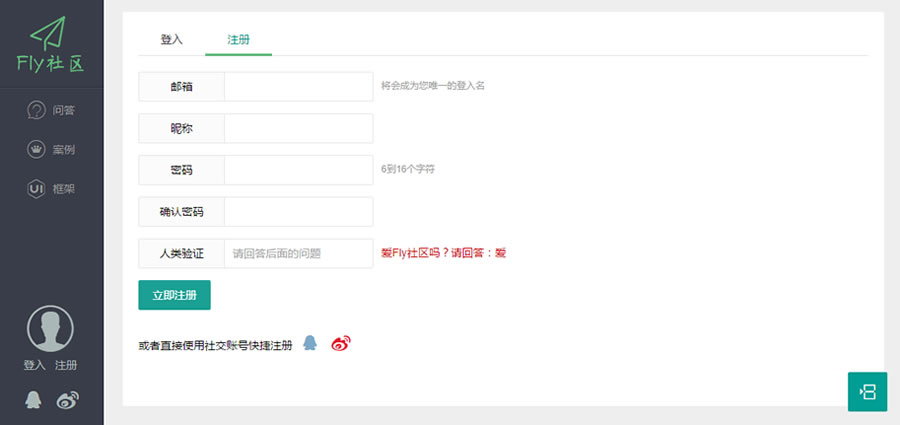 Fly社区
问答
案例
UI 框架
登入 注册
登入 注册
邮箱 将会成为您唯一的登入名
昵称
密码 6到16个字符
确认密码
人类验证 请回答后面的问题 爱Fly社区吗？请回答：爱
立即注册
或者直接使用社交账号快捷注册